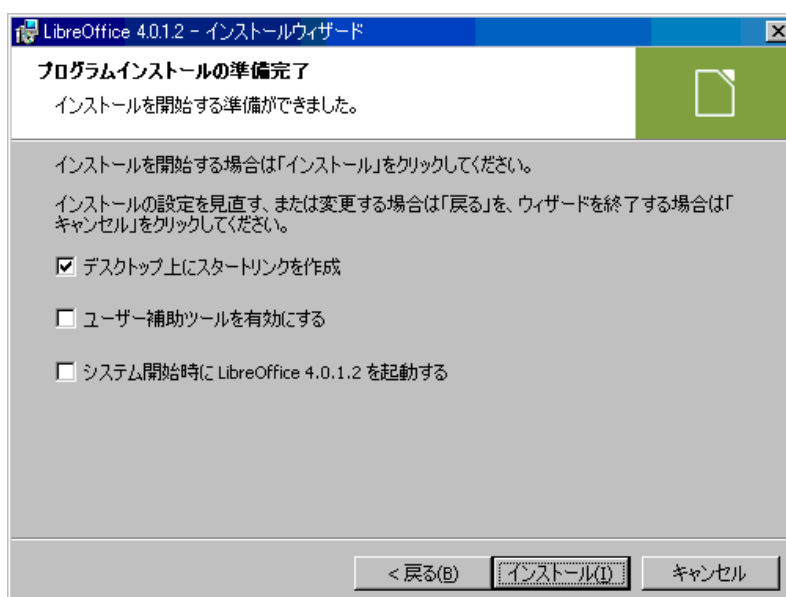 LibreOffice 4.0.1.2 - インストールウィザード
プログラムインストールの準備完了
インストールを開始する準備ができました。
インストールを開始する場合は「インストール」をクリックしてください。
インストールの設定を見直す、または変更する場合は「戻る」を、ウィザードを終了する場合は「
キャンセル」をクリックしてください。
デスクトップ上にスタートリンクを作成
ユーザー補助ツールを有効にする
システム開始時に LibreOffice 4.0.1.2 を起動する
< 戻る(B)
インストール(I)
キャンセル